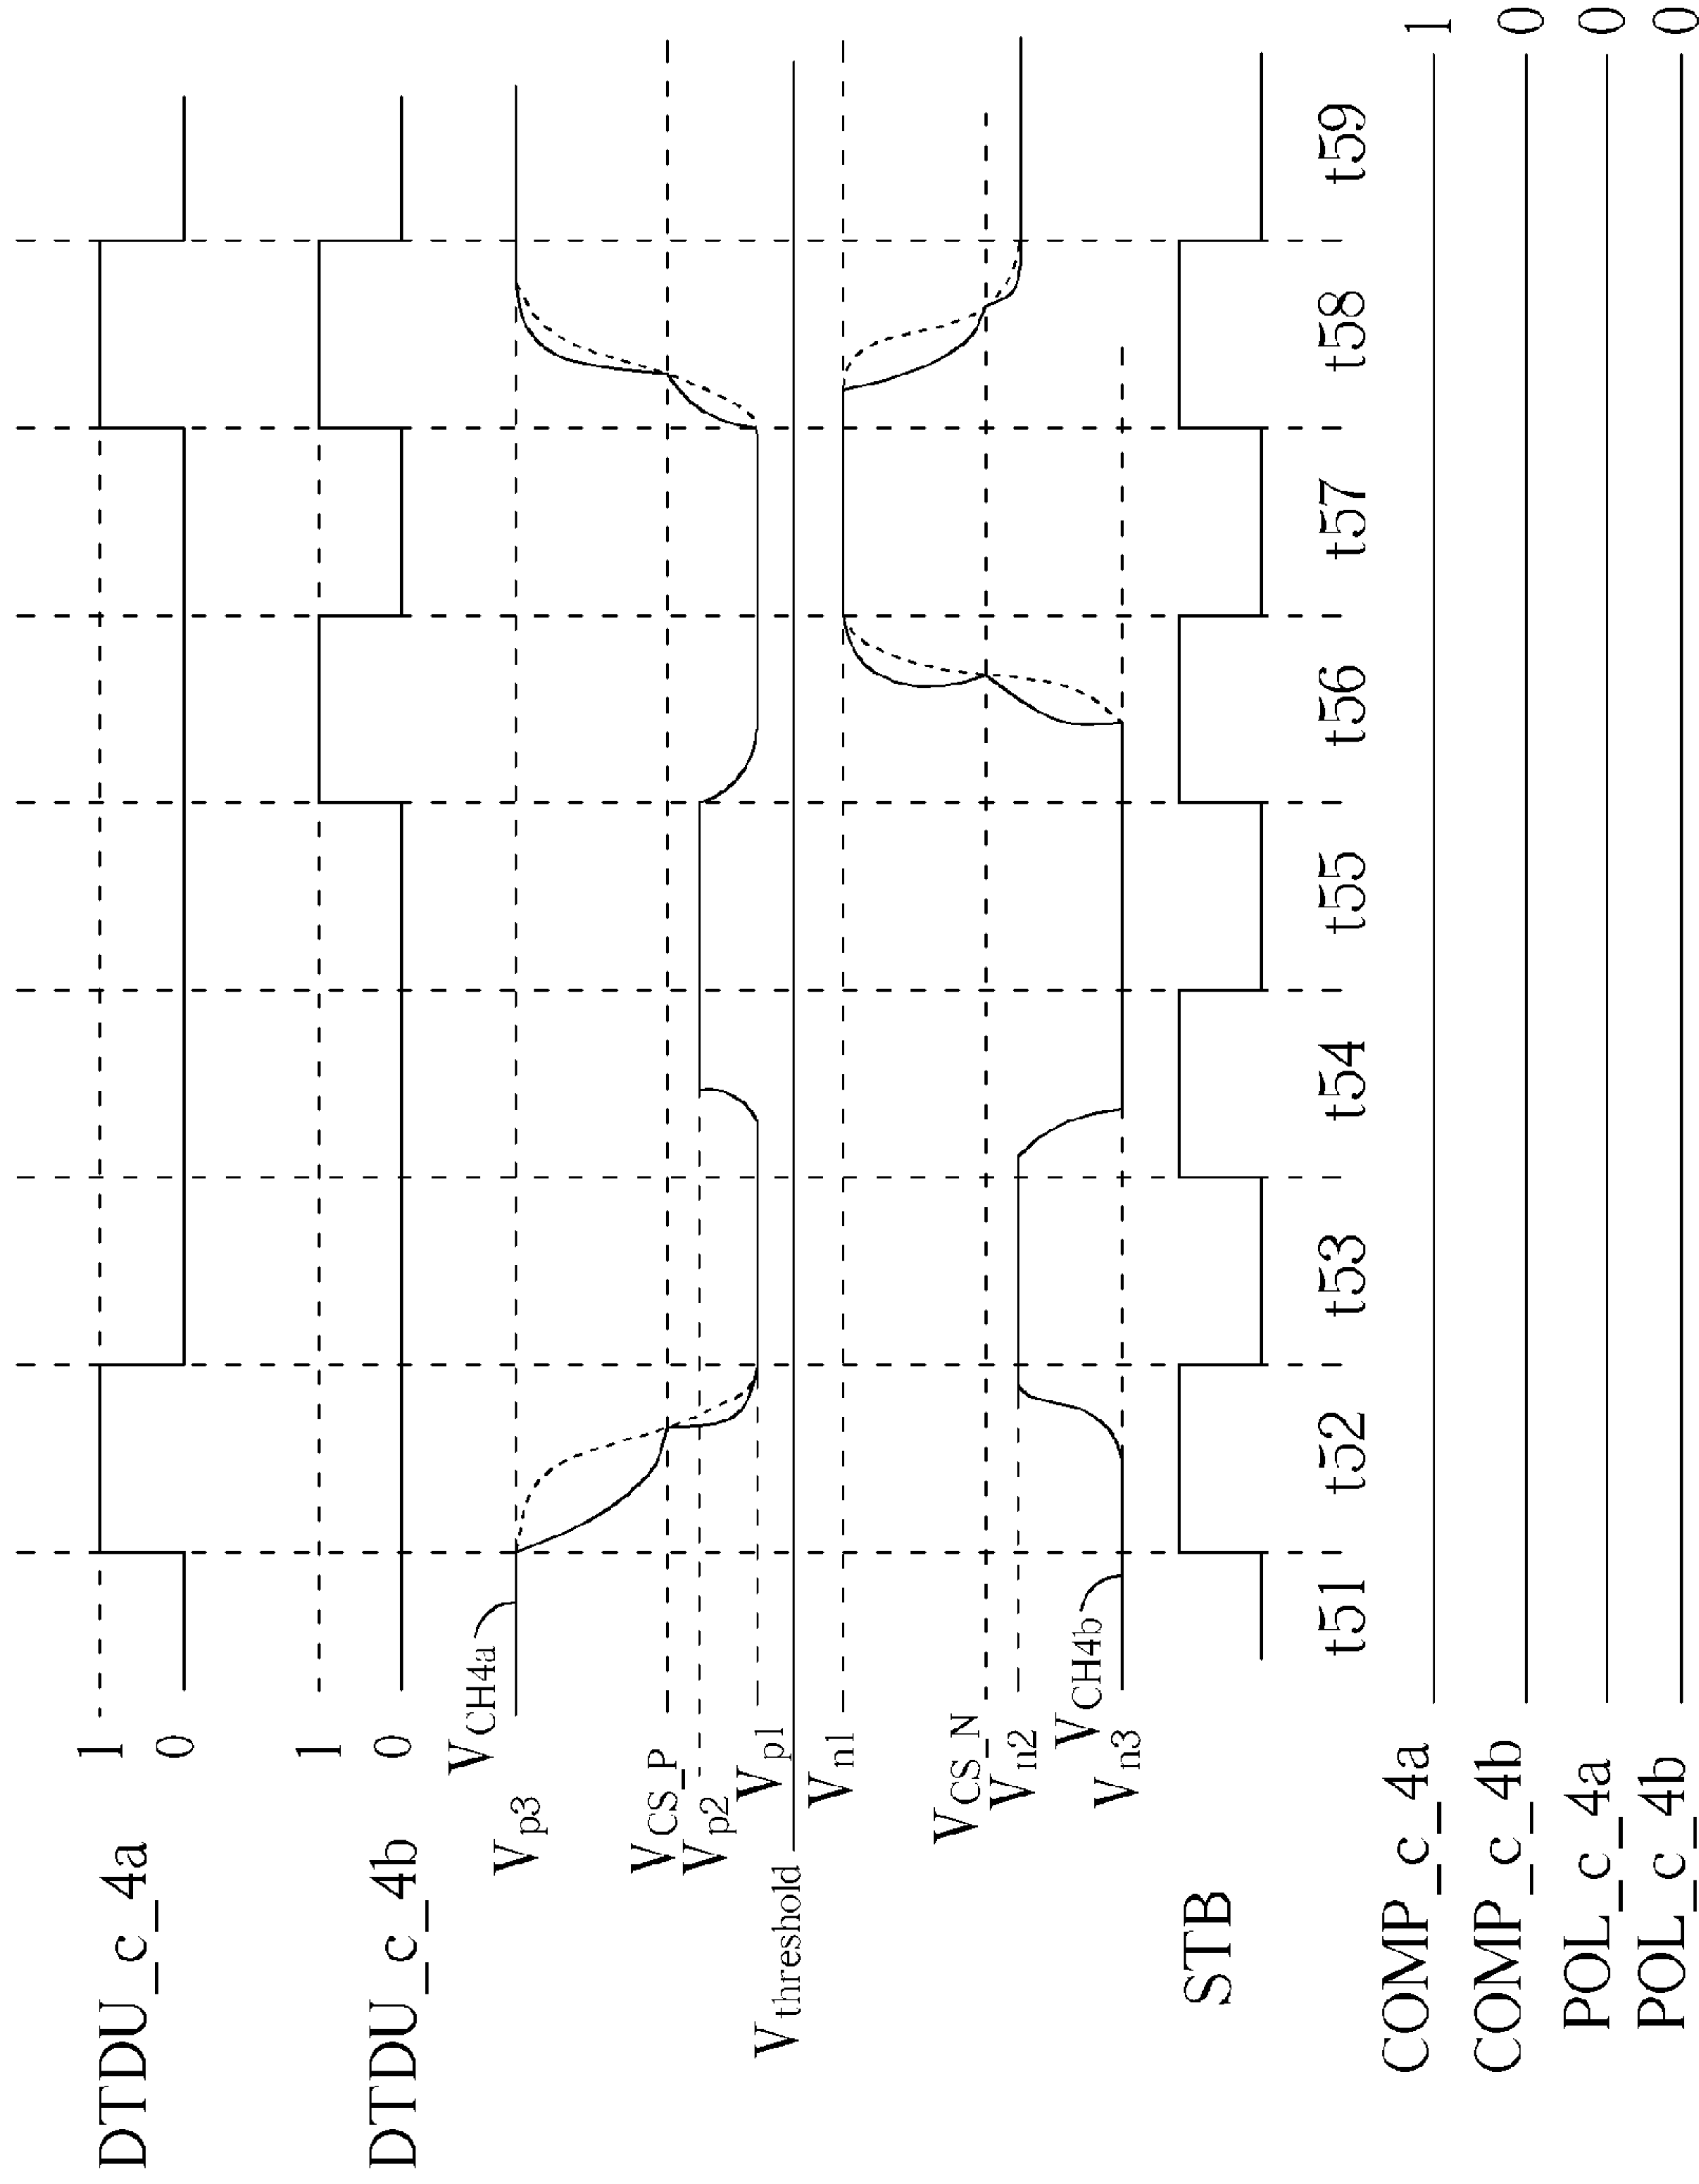 DTDU_c_4a
1
0
DTDU_c_4b
1
0
VCH4a
Vp3
VCS_P
Vp2
Vp1
Vthreshold
Vn1
VCS_N
Vn2
VCH4b
Vn3
STB
t51 t52 t53 t54 t55 t56 t57 t58 t59
COMP_c_4a 1
COMP_c_4b 0
POL_c_4a 0
POL_c_4b 0